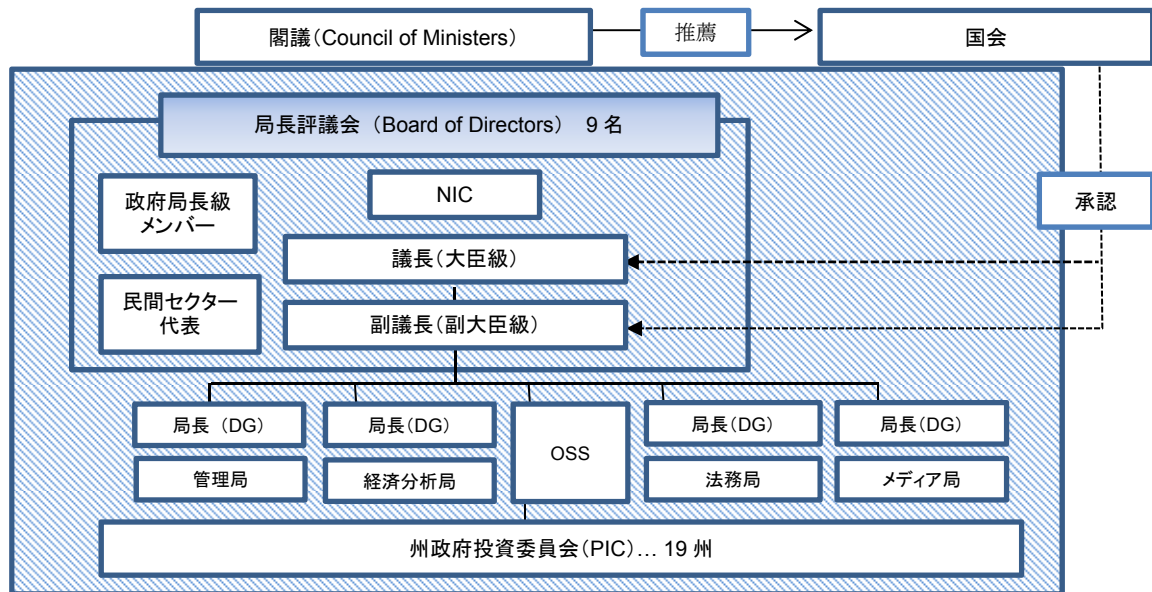 閣議（Council of Ministers）
推薦
国会
局長評議会 （Board of Directors） 9 名
政府局長級
メンバー
NIC
承認
議長（大臣級）
民間セクター
代表
副議長（副大臣級）
局長 （DG）
局長（DG）
OSS
局長（DG）
局長（DG）
管理局
経済分析局
法務局
メディア局
州政府投資委員会（PIC）… 19 州